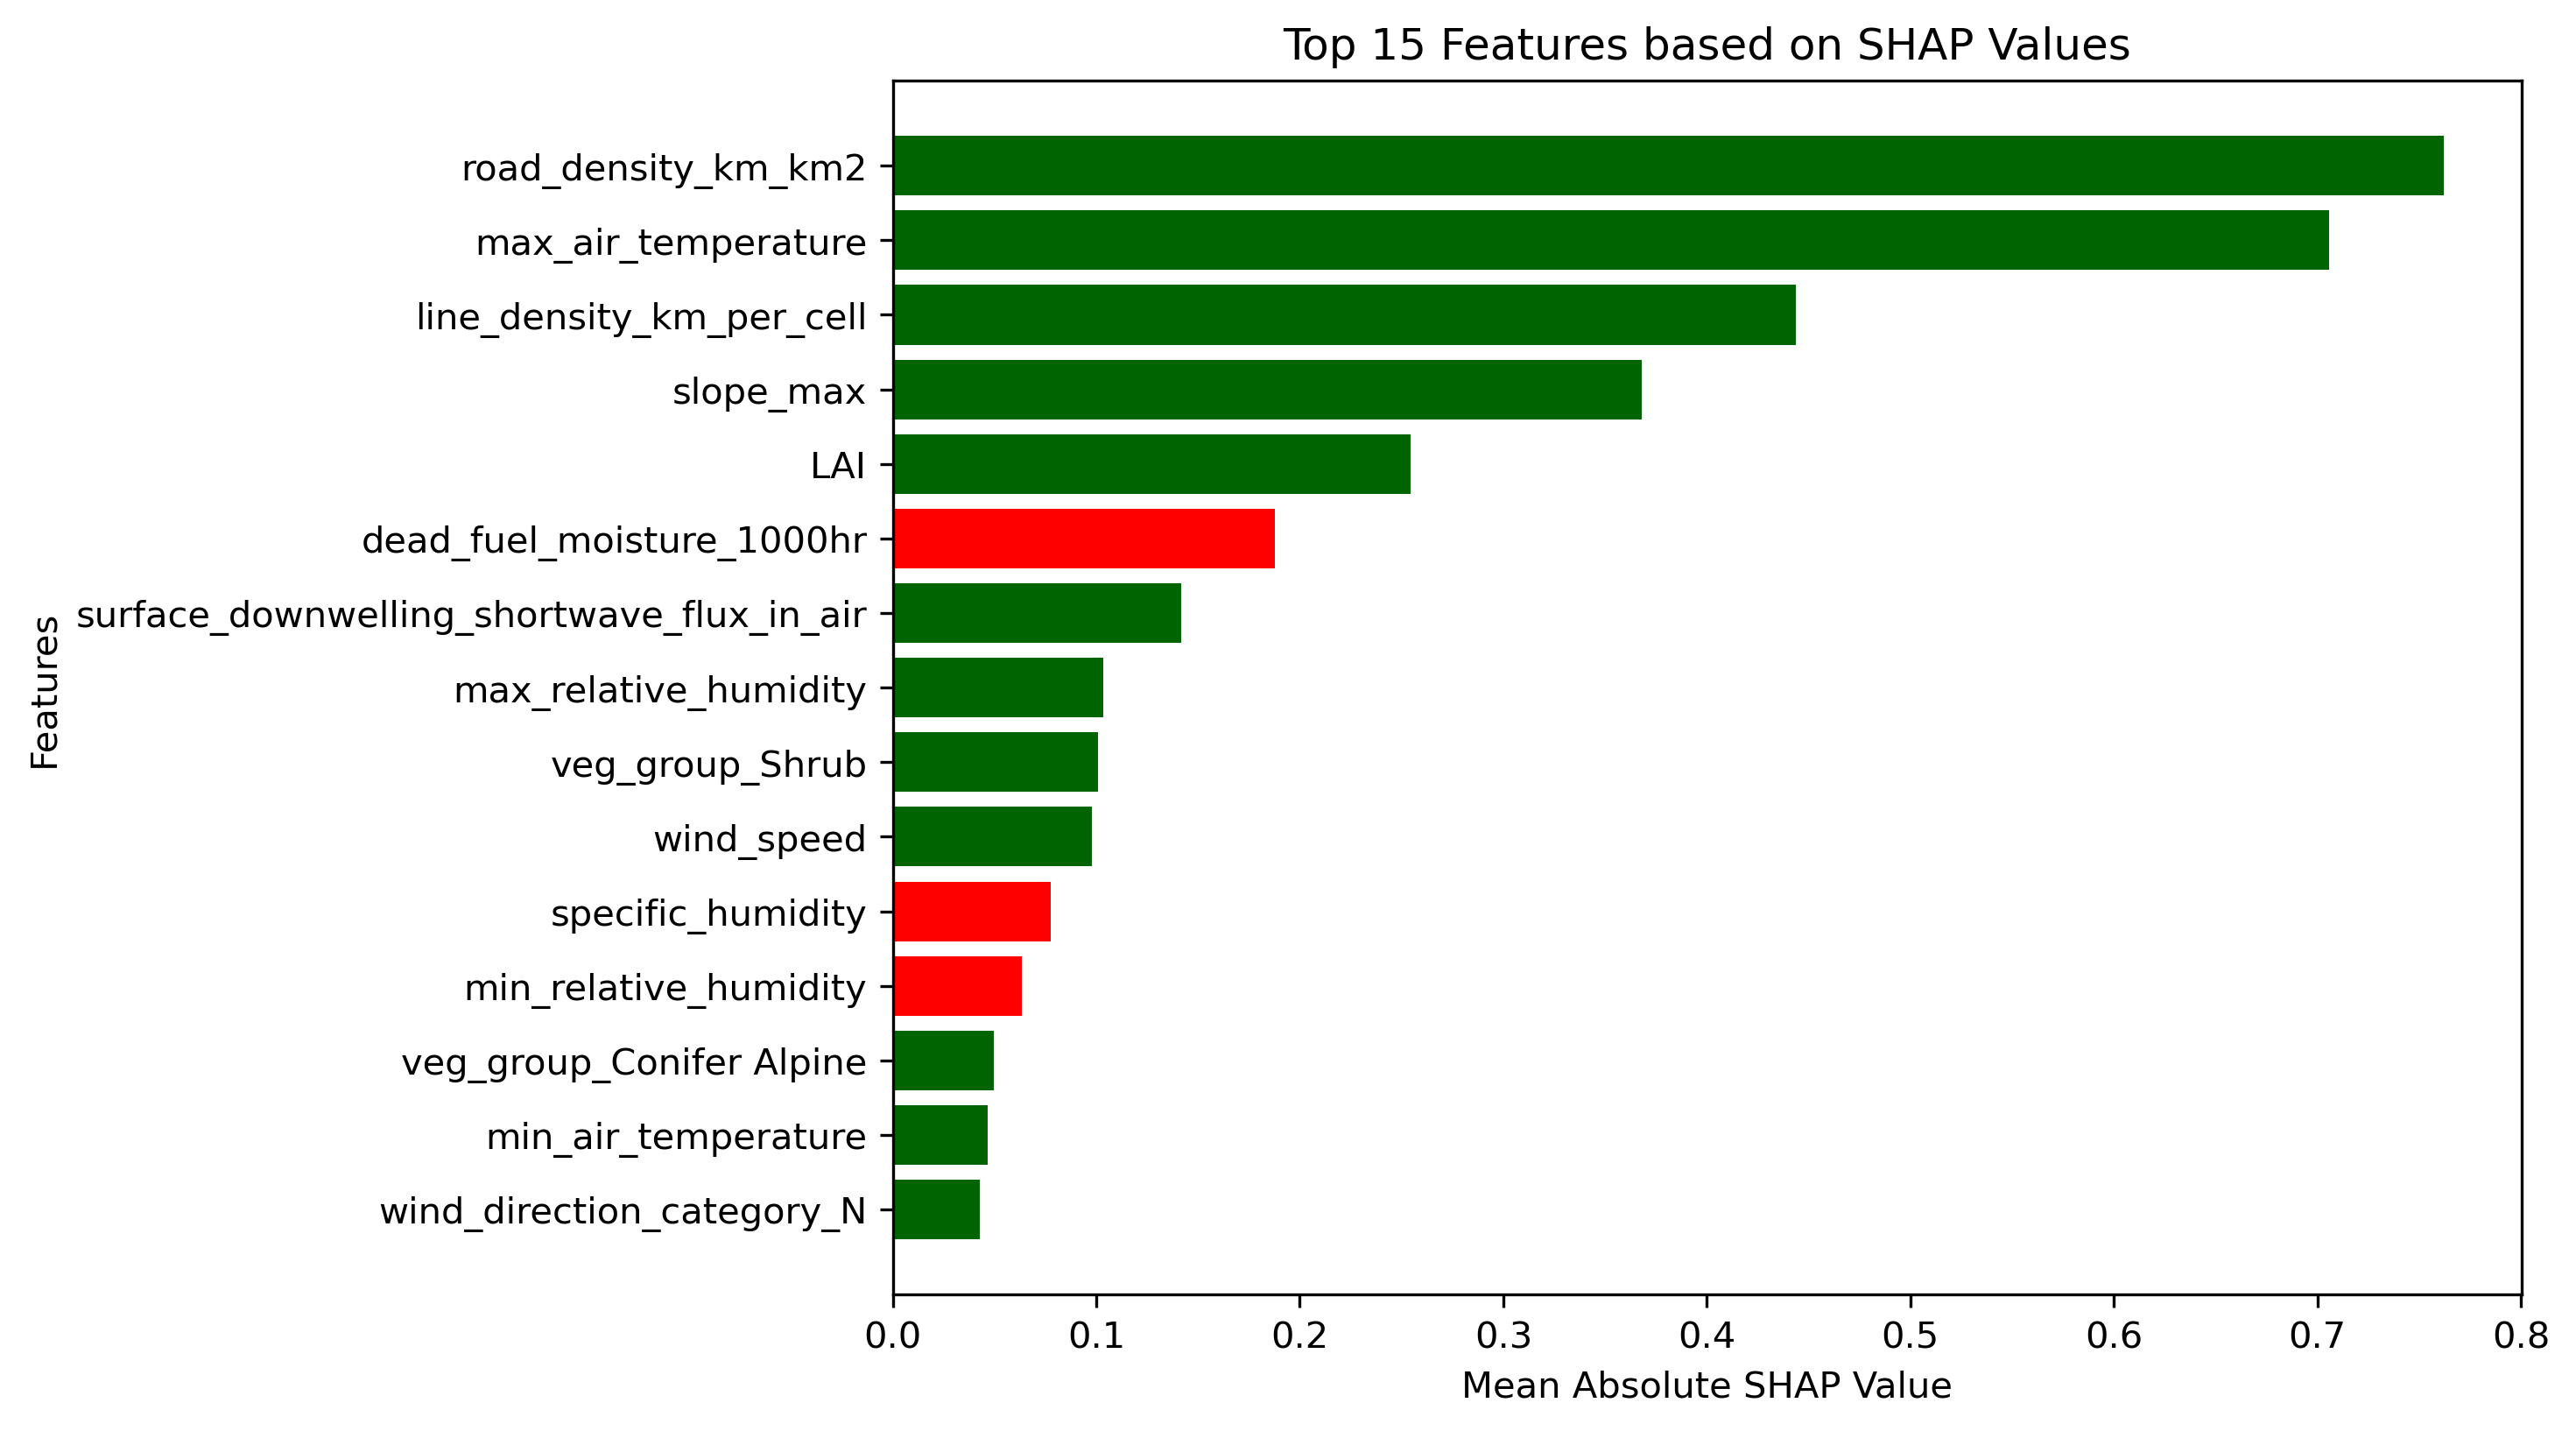 Top 15 Features based on SHAP Values
Features
road_density_km_km2
max_air_temperature
line_density_km_per_cell
slope_max
LAI
dead_fuel_moisture_1000hr
surface_downwelling_shortwave_flux_in_air
max_relative_humidity
veg_group_Shrub
wind_speed
specific_humidity
min_relative_humidity
veg_group_Conifer Alpine
min_air_temperature
wind_direction_category_N
0.0 0.1 0.2 0.3 0.4 0.5 0.6 0.7 0.8
Mean Absolute SHAP Value